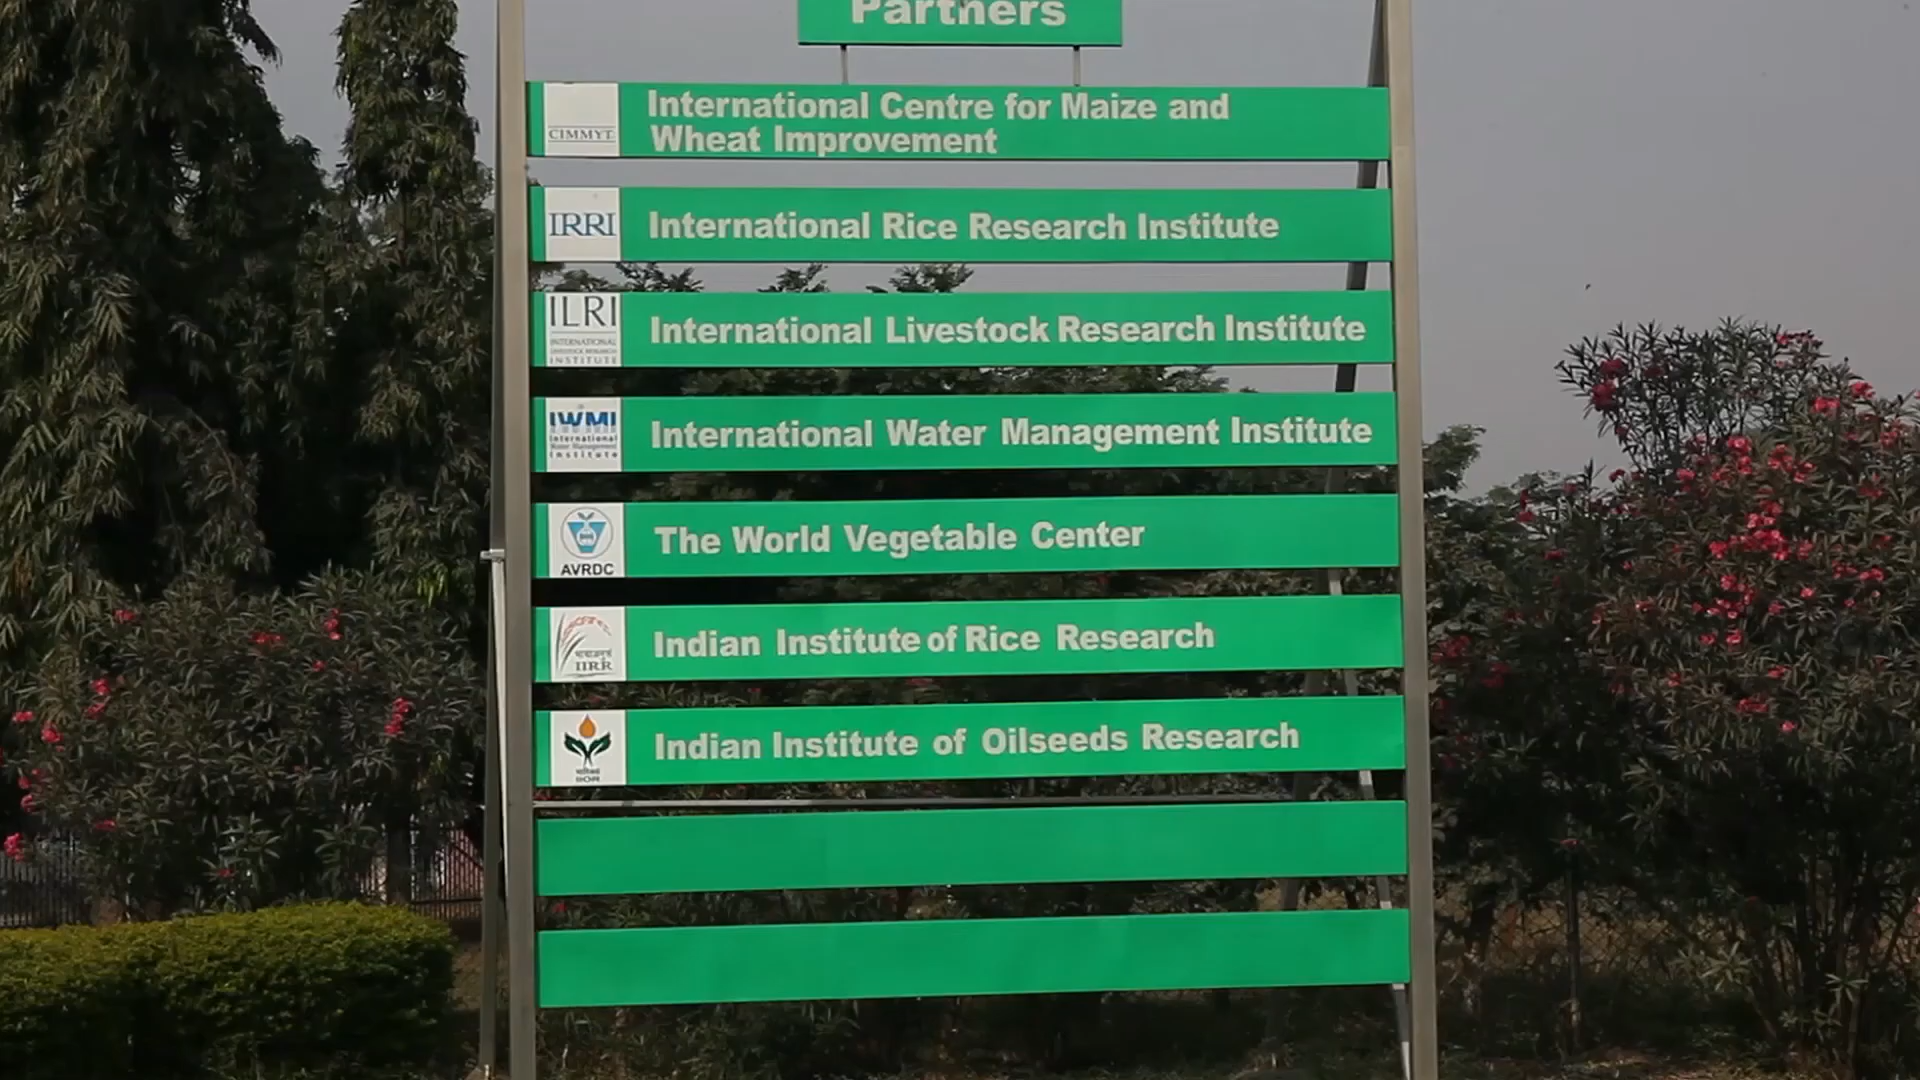 Partners
CIMMYT
International Centre for Maize and
Wheat Improvement
IRRI
International Rice Research Institute
ILRI
INTERNATIONAL
LIVESTOCK RESEARCH
INSTITUTE
International Livestock Research Institute
IWMI
International
Water Management
Institute
International Water Management Institute
AVRDC
The World Vegetable Center
IIRR
Indian Institute of Rice Research
IIOR
Indian Institute of Oilseeds Research